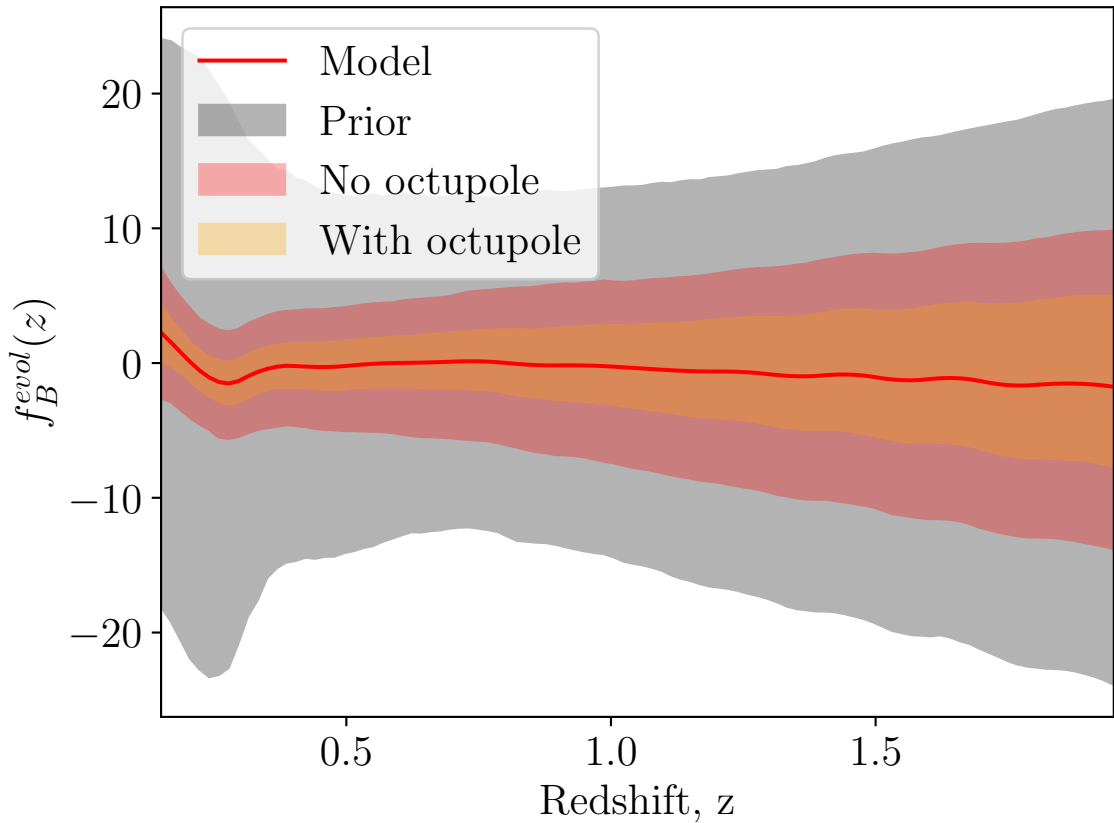 Model
Prior
No octupole
With octupole
20
10
0
−10
−20
f_B^{evol}(z)
0.5 1.0 1.5
Redshift, z